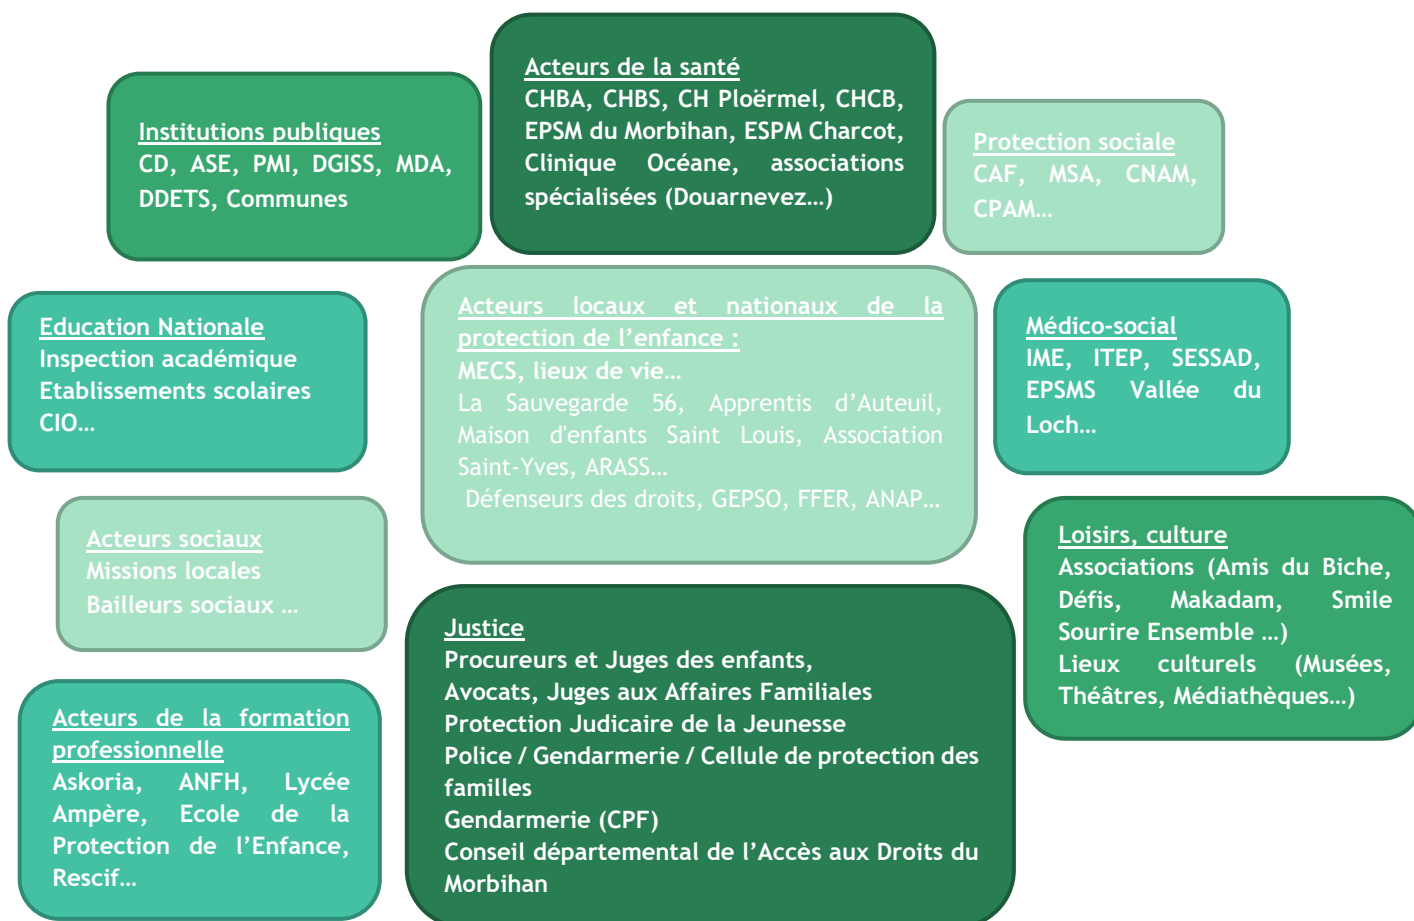 Institutions publiques
CD, ASE, PMI, DGISS, MDA,
DDETS, Communes
Acteurs de la santé
CHBA, CHBS, CH Ploërmel, CHCB,
EPSM du Morbihan, ESPM Charcot,
Clinique Océane, associations
spécialisées (Douarnevez…)
Protection sociale
CAF, MSA, CNAM,
CPAM…
Education Nationale
Inspection académique
Etablissements scolaires
CIO…
Acteurs locaux et nationaux de la
protection de l’enfance :
MECS, lieux de vie…
La Sauvegarde 56, Apprentis d’Auteuil,
Maison d'enfants Saint Louis, Association
Saint-Yves, ARASS…
Défenseurs des droits, GEPSO, FFER, ANAP…
Médico-social
IME, ITEP, SESSAD,
EPSMS Vallée du
Loch…
Acteurs sociaux
Missions locales
Bailleurs sociaux …
Loisirs, culture
Associations (Amis du Biche,
Défis, Makadam, Smile
Sourire Ensemble …)
Lieux culturels (Musées,
Théâtres, Médiathèques…)
Acteurs de la formation
professionnelle
Askoria, ANFH, Lycée
Ampère, Ecole de la
Protection de l’Enfance,
Rescif…
Justice
Procureurs et Juges des enfants,
Avocats, Juges aux Affaires Familiales
Protection Judicaire de la Jeunesse
Police / Gendarmerie / Cellule de protection des
familles
Gendarmerie (CPF)
Conseil départemental de l’Accès aux Droits du
Morbihan